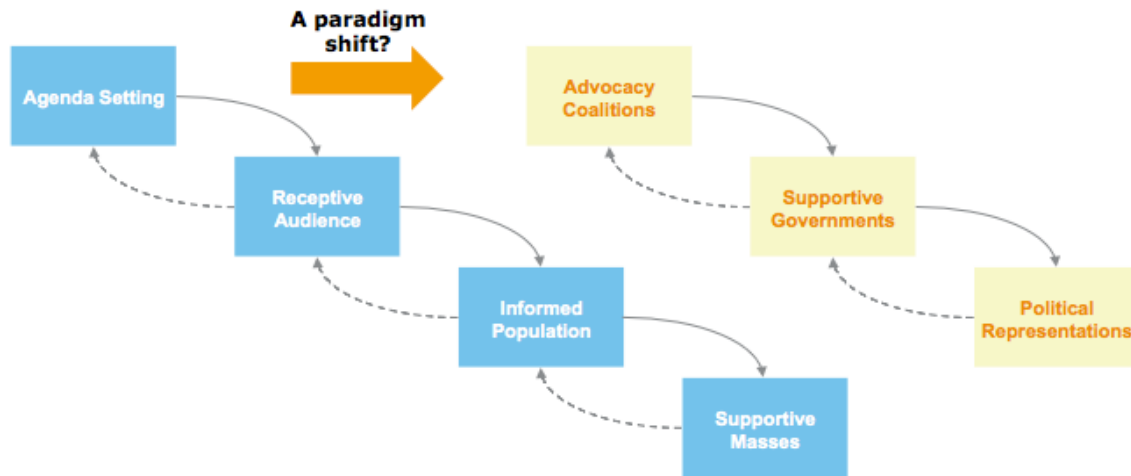 A paradigm
shift?
Agenda Setting
Advocacy
Coalitions
Receptive
Audience
Supportive
Governments
Informed
Population
Political
Representations
Supportive
Masses